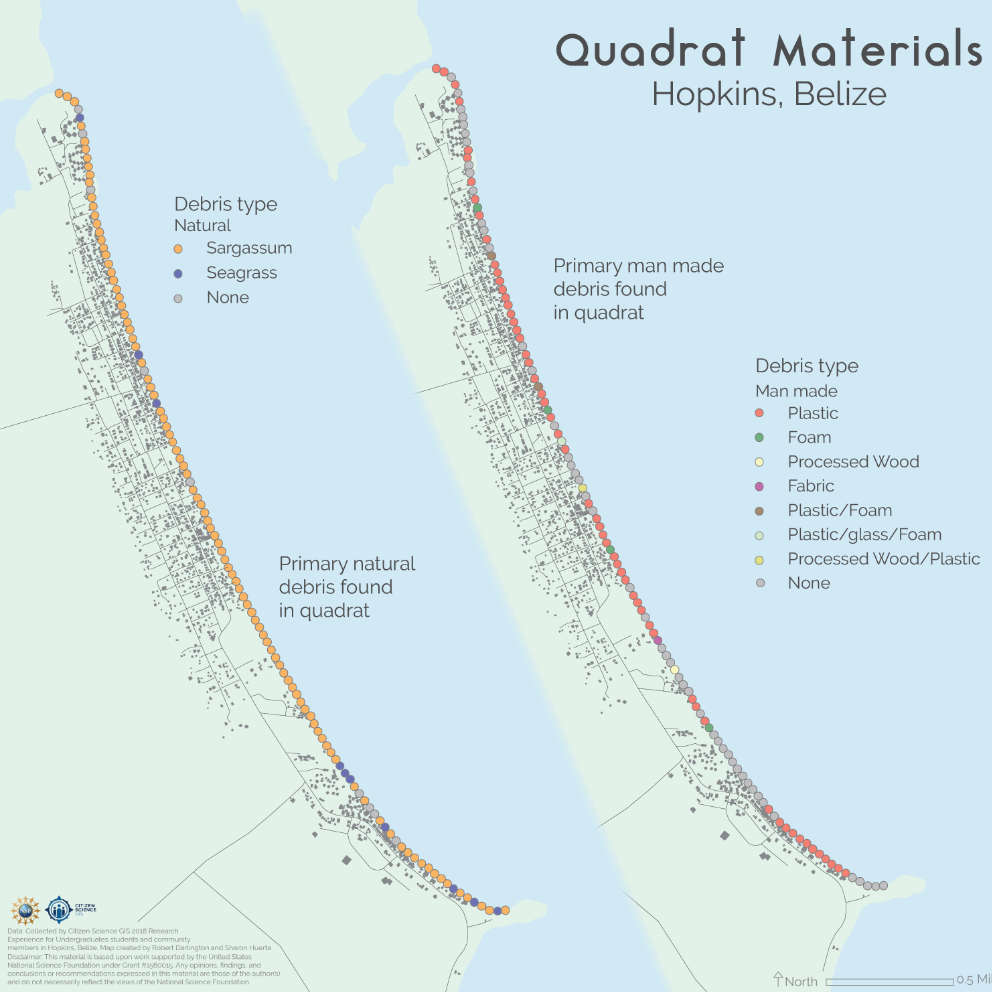 Quadrat Materials
Hopkins, Belize
Debris type
Natural
Sargassum
Seagrass
None
Primary man made
debris found
in quadrat
Debris type
Man made
Plastic
Foam
Processed Wood
Fabric
Plastic/Foam
Plastic/glass/Foam
Processed Wood/Plastic
None
Primary natural
debris found
in quadrat
CITIZEN
SCIENCE
GIS
Data: Collected by Citizen Science GIS 2018 Research
Experience for Undergraduates students and community
members in Hopkins, Belize, Map created by Robert Darlington and Silveron Huerta
Disclaimer: This material is based upon work supported by the United States
National Science Foundation under Grant #1560015. Any opinions, findings, and
conclusions or recommendations expressed in this material are those of the author(s)
and do not necessarily reflect the views of the National Science Foundation
North
0.5 Mil